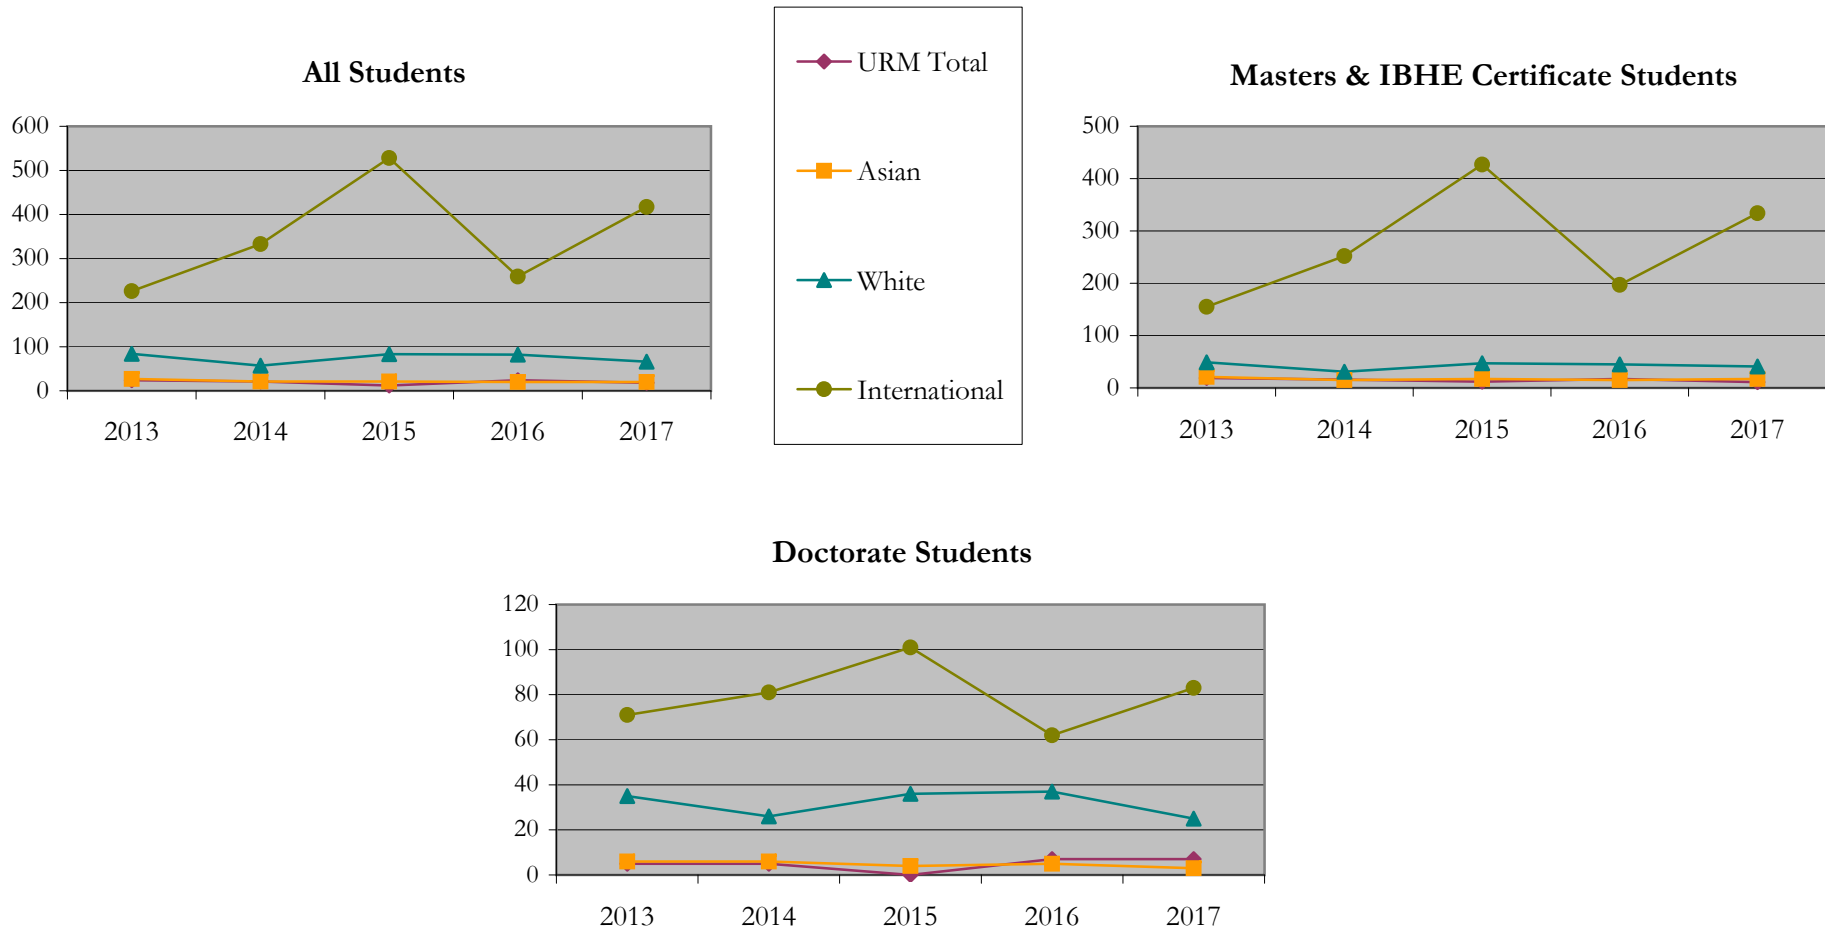 All Students
600
500
400
300
200
100
0
2013 2014 2015 2016 2017
URM Total
Asian
White
International
Masters & IBHE Certificate Students
500
400
300
200
100
0
2013 2014 2015 2016 2017
Doctorate Students
120
100
80
60
40
20
0
2013 2014 2015 2016 2017